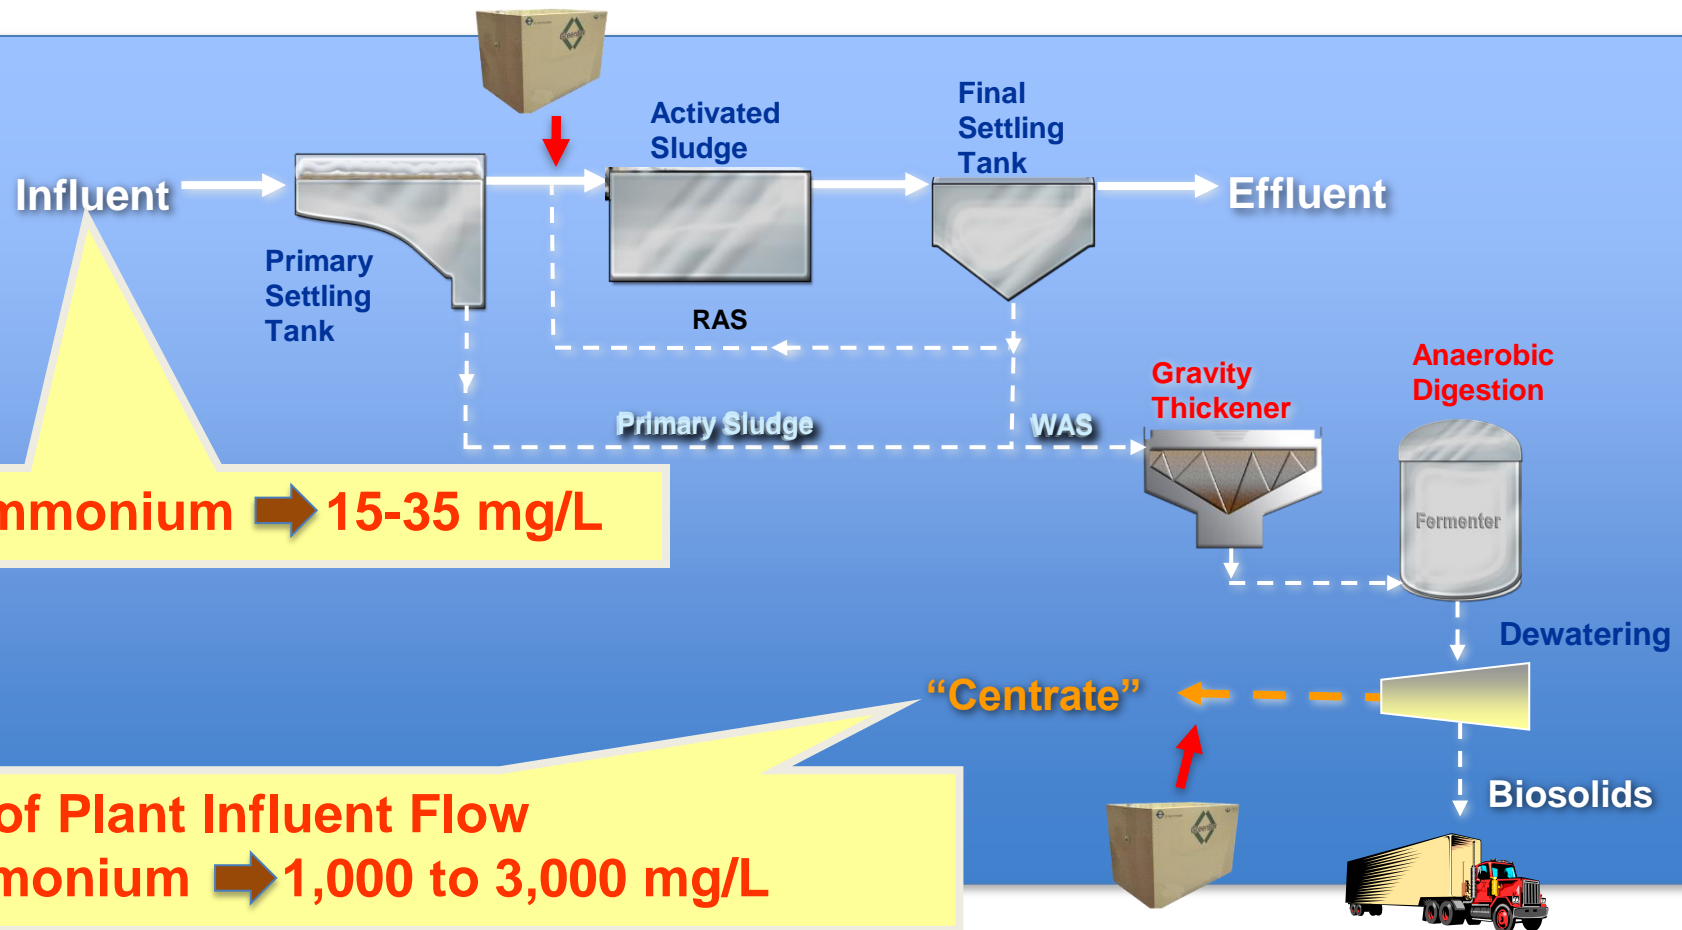 Activated
Sludge
Final
Settling
Tank
Influent
Effluent
Primary
Settling
Tank
RAS
Gravity
Thickener
Anaerobic
Digestion
Primary Sludge
WAS
mmonium 15-35 mg/L
Fermenter
Dewatering
“Centrate”
Biosolids
of Plant Influent Flow
monium 1,000 to 3,000 mg/L